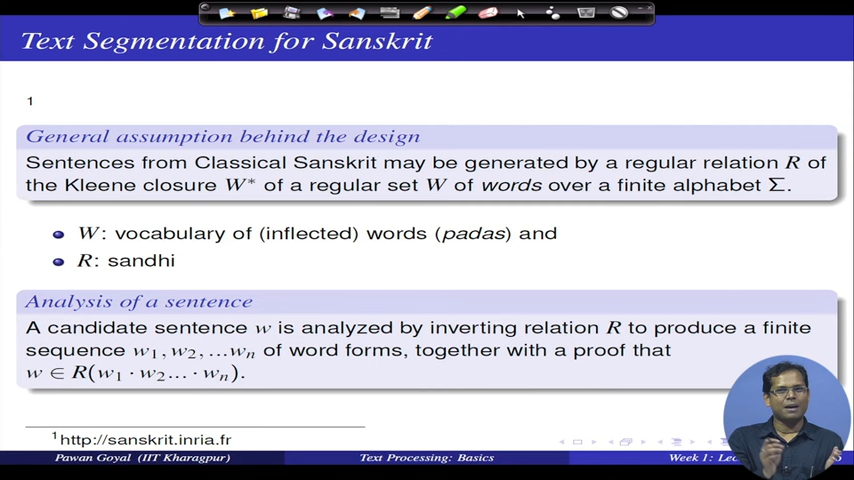 Text Segmentation for Sanskrit
1
General assumption behind the design
Sentences from Classical Sanskrit may be generated by a regular relation R of
the Kleene closure W* of a regular set W of words over a finite alphabet Σ.
W: vocabulary of (inflected) words (padas) and
R: sandhi
Analysis of a sentence
A candidate sentence w is analyzed by inverting relation R to produce a finite
sequence w₁, w₂, ...wₙ of word forms, together with a proof that
w ∈ R(w₁ · w₂... · wₙ).
¹http://sanskrit.inria.fr
Pawan Goyal (IIT Kharagpur) Text Processing: Basics Week 1: